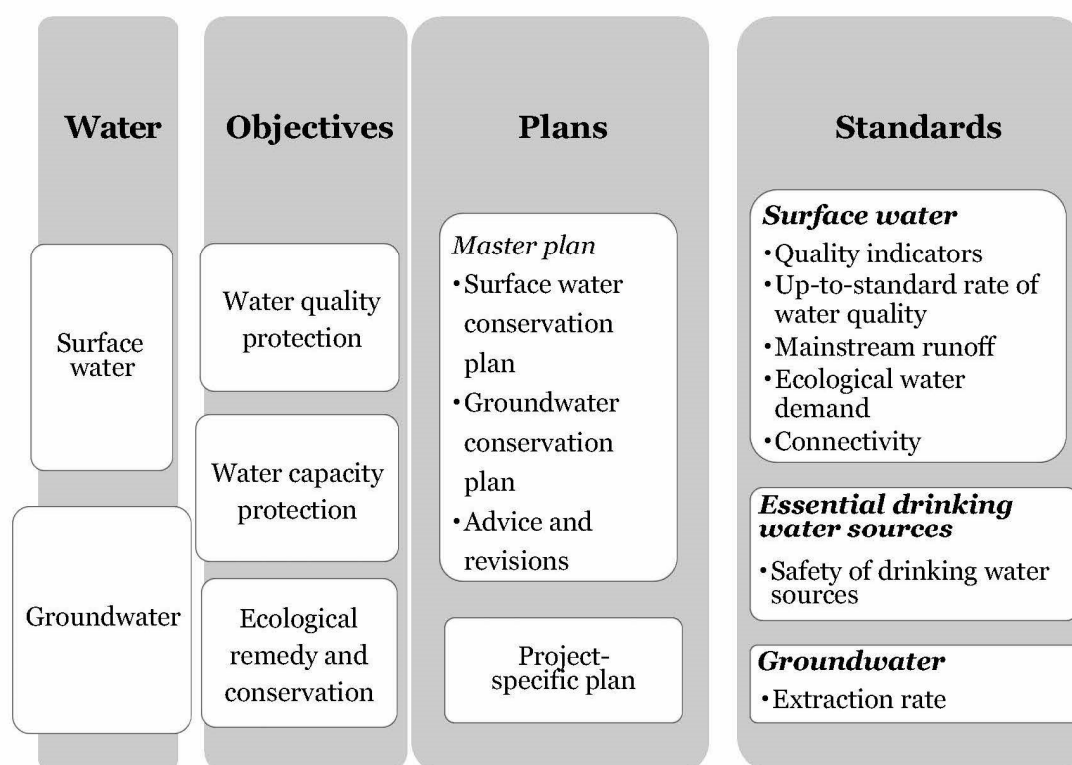 Water
Surface
water
Groundwater
Objectives
Water quality
protection
Water capacity
protection
Ecological
remedy and
conservation
Plans
Master plan
•Surface water
conservation
plan
•Groundwater
conservation
plan
•Advice and
revisions
Project-
specific plan
Standards
Surface water
•Quality indicators
•Up-to-standard rate of
water quality
•Mainstream runoff
•Ecological water
demand
•Connectivity
Essential drinking
water sources
•Safety of drinking water
sources
Groundwater
•Extraction rate